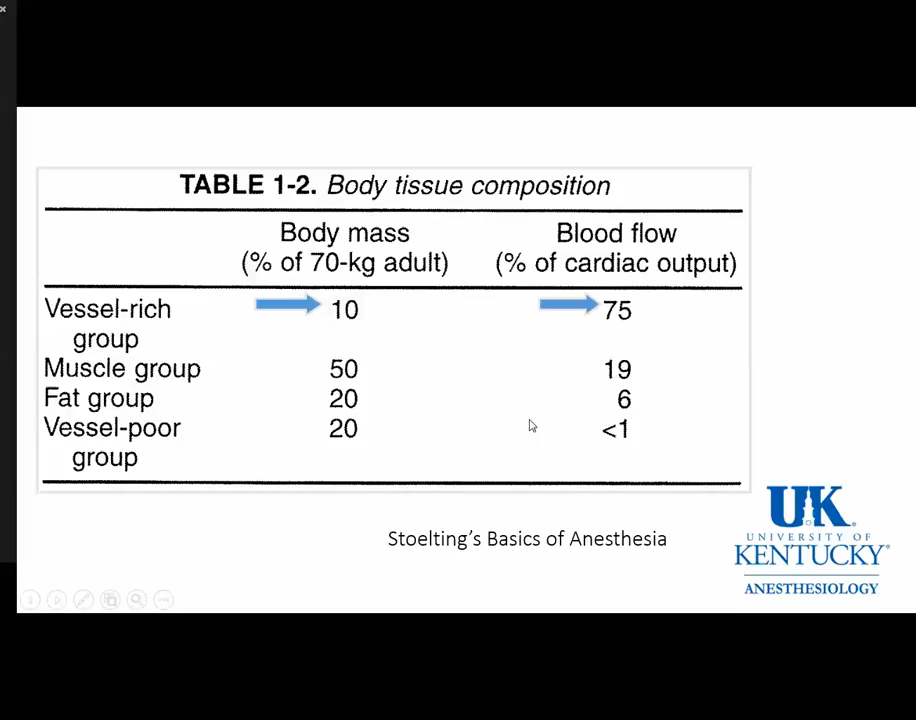 TABLE 1-2. Body tissue composition
Body mass
(% of 70-kg adult)
Blood flow
(% of cardiac output)
Vessel-rich group 10 75
Muscle group 50 19
Fat group 20 6
Vessel-poor group 20 <1
Stoelting's Basics of Anesthesia
UK
UNIVERSITY OF
KENTUCKY®
ANESTHESIOLOGY